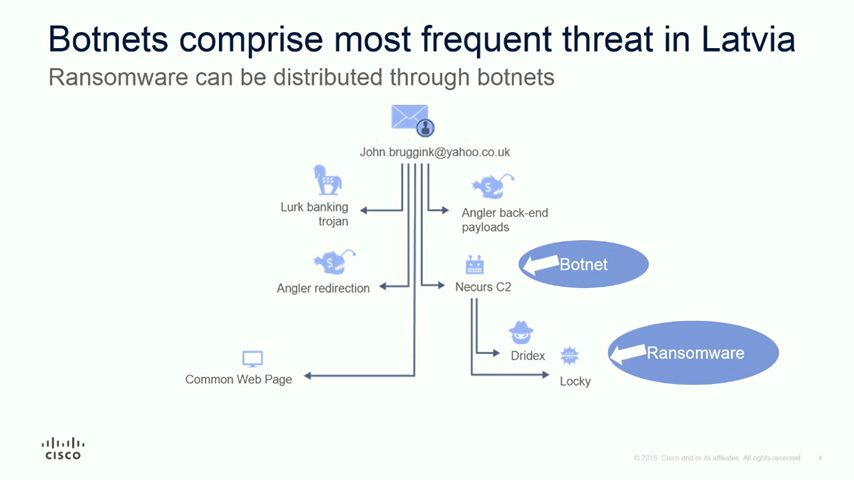 Botnets comprise most frequent threat in Latvia
Ransomware can be distributed through botnets
John.bruggink@yahoo.co.uk
$$$
Lurk banking
trojan
$
Angler back-end
payloads
$
Angler redirection
Necurs C2
Botnet
Dridex
Locky
Ransomware
Common Web Page
CISCO
© 2016 Cisco and/or its affiliates. All rights reserved
4